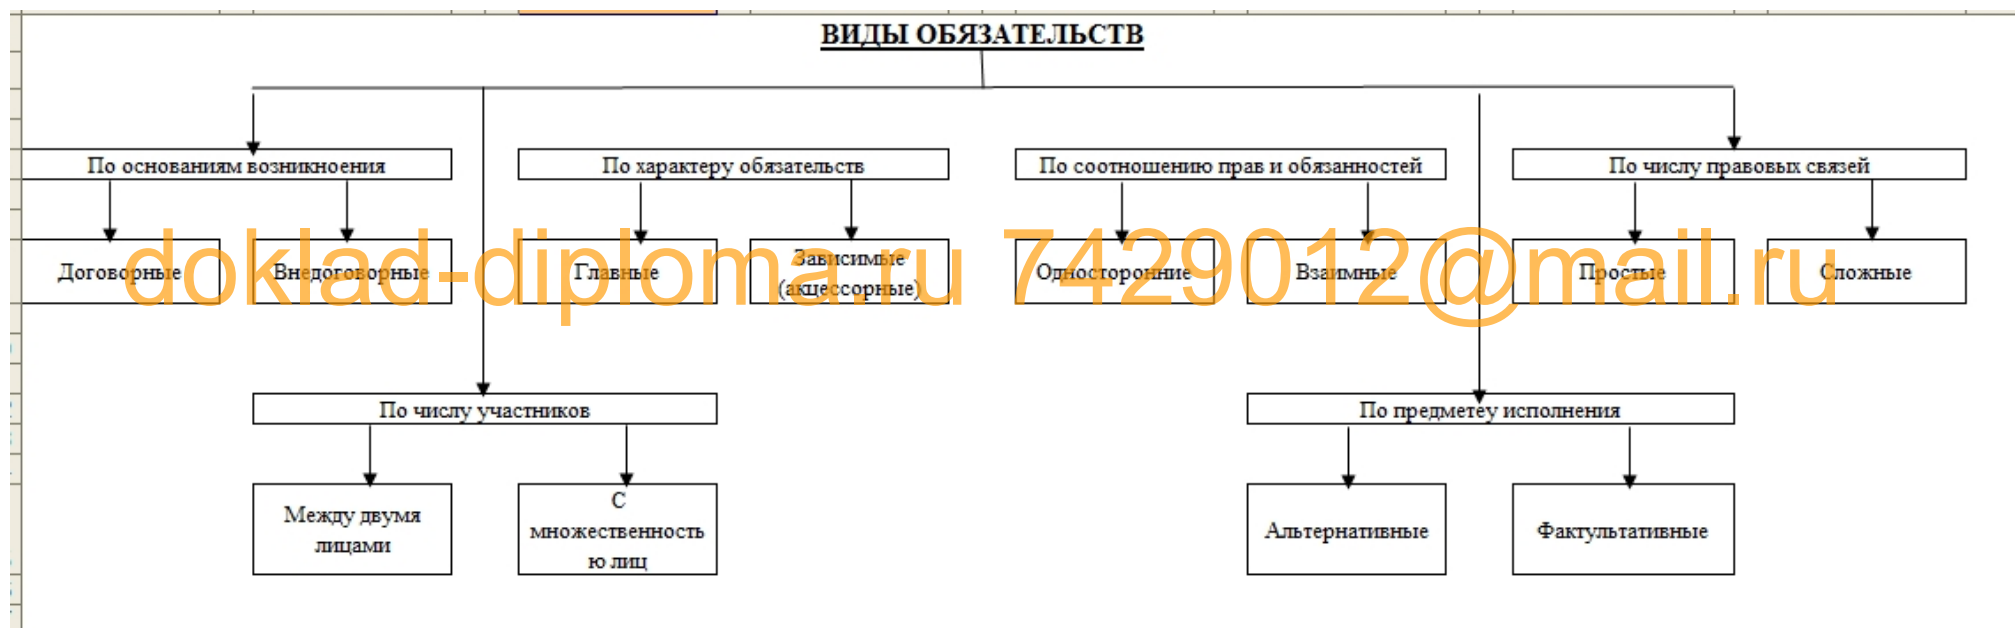 ВИДЫ ОБЯЗАТЕЛЬСТВ
По основаниям возникноения
По характеру обязательств
По соотношению прав и обязанностей
По числу правовых связей
Договорные
Внедоговорные
Главные
Зависимые
(акцессорные)
Односторонние
Взаимные
Простые
Сложные
doklad-diploma.ru 7429012@mail.ru
По числу участников
По предметеу исполнения
Между двумя
лицами
С
множественность
ю лиц
Альтернативные
Фактультативные